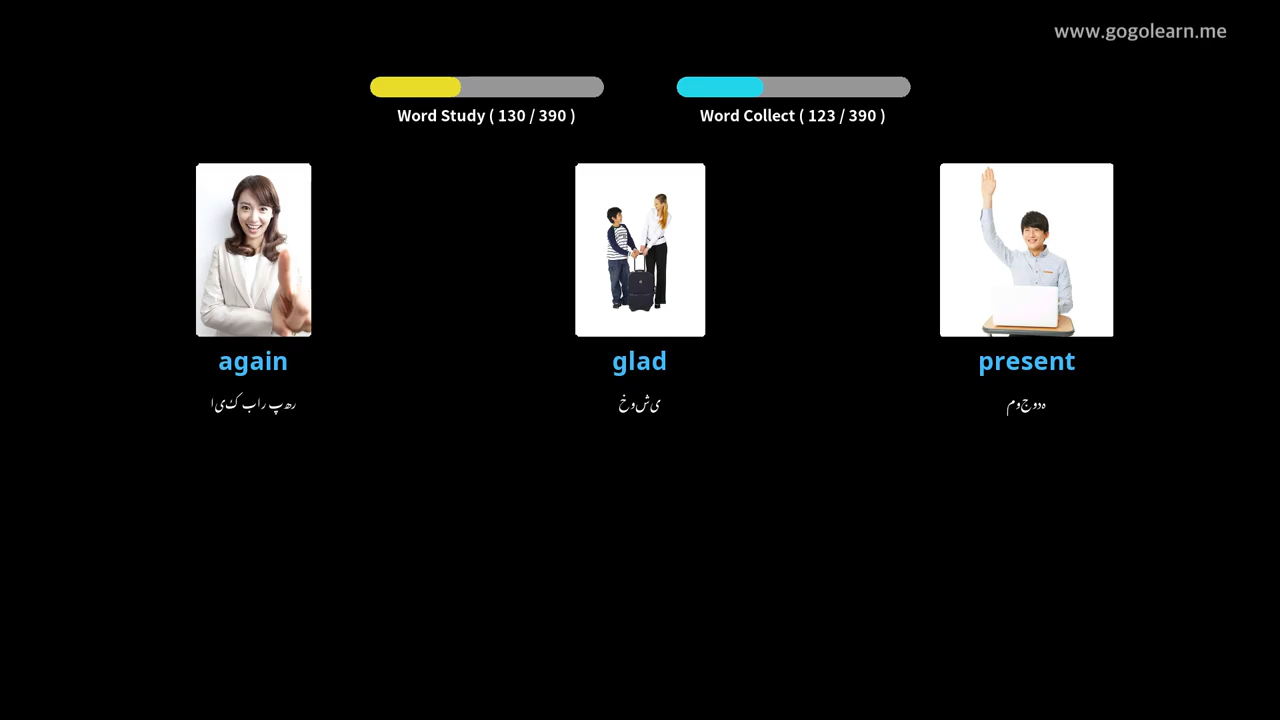 www.gogolearn.me
Word Study ( 130 / 390 )
Word Collect ( 123 / 390 )
again
glad
present
ایک بار پھر
خوشی
موجودہ